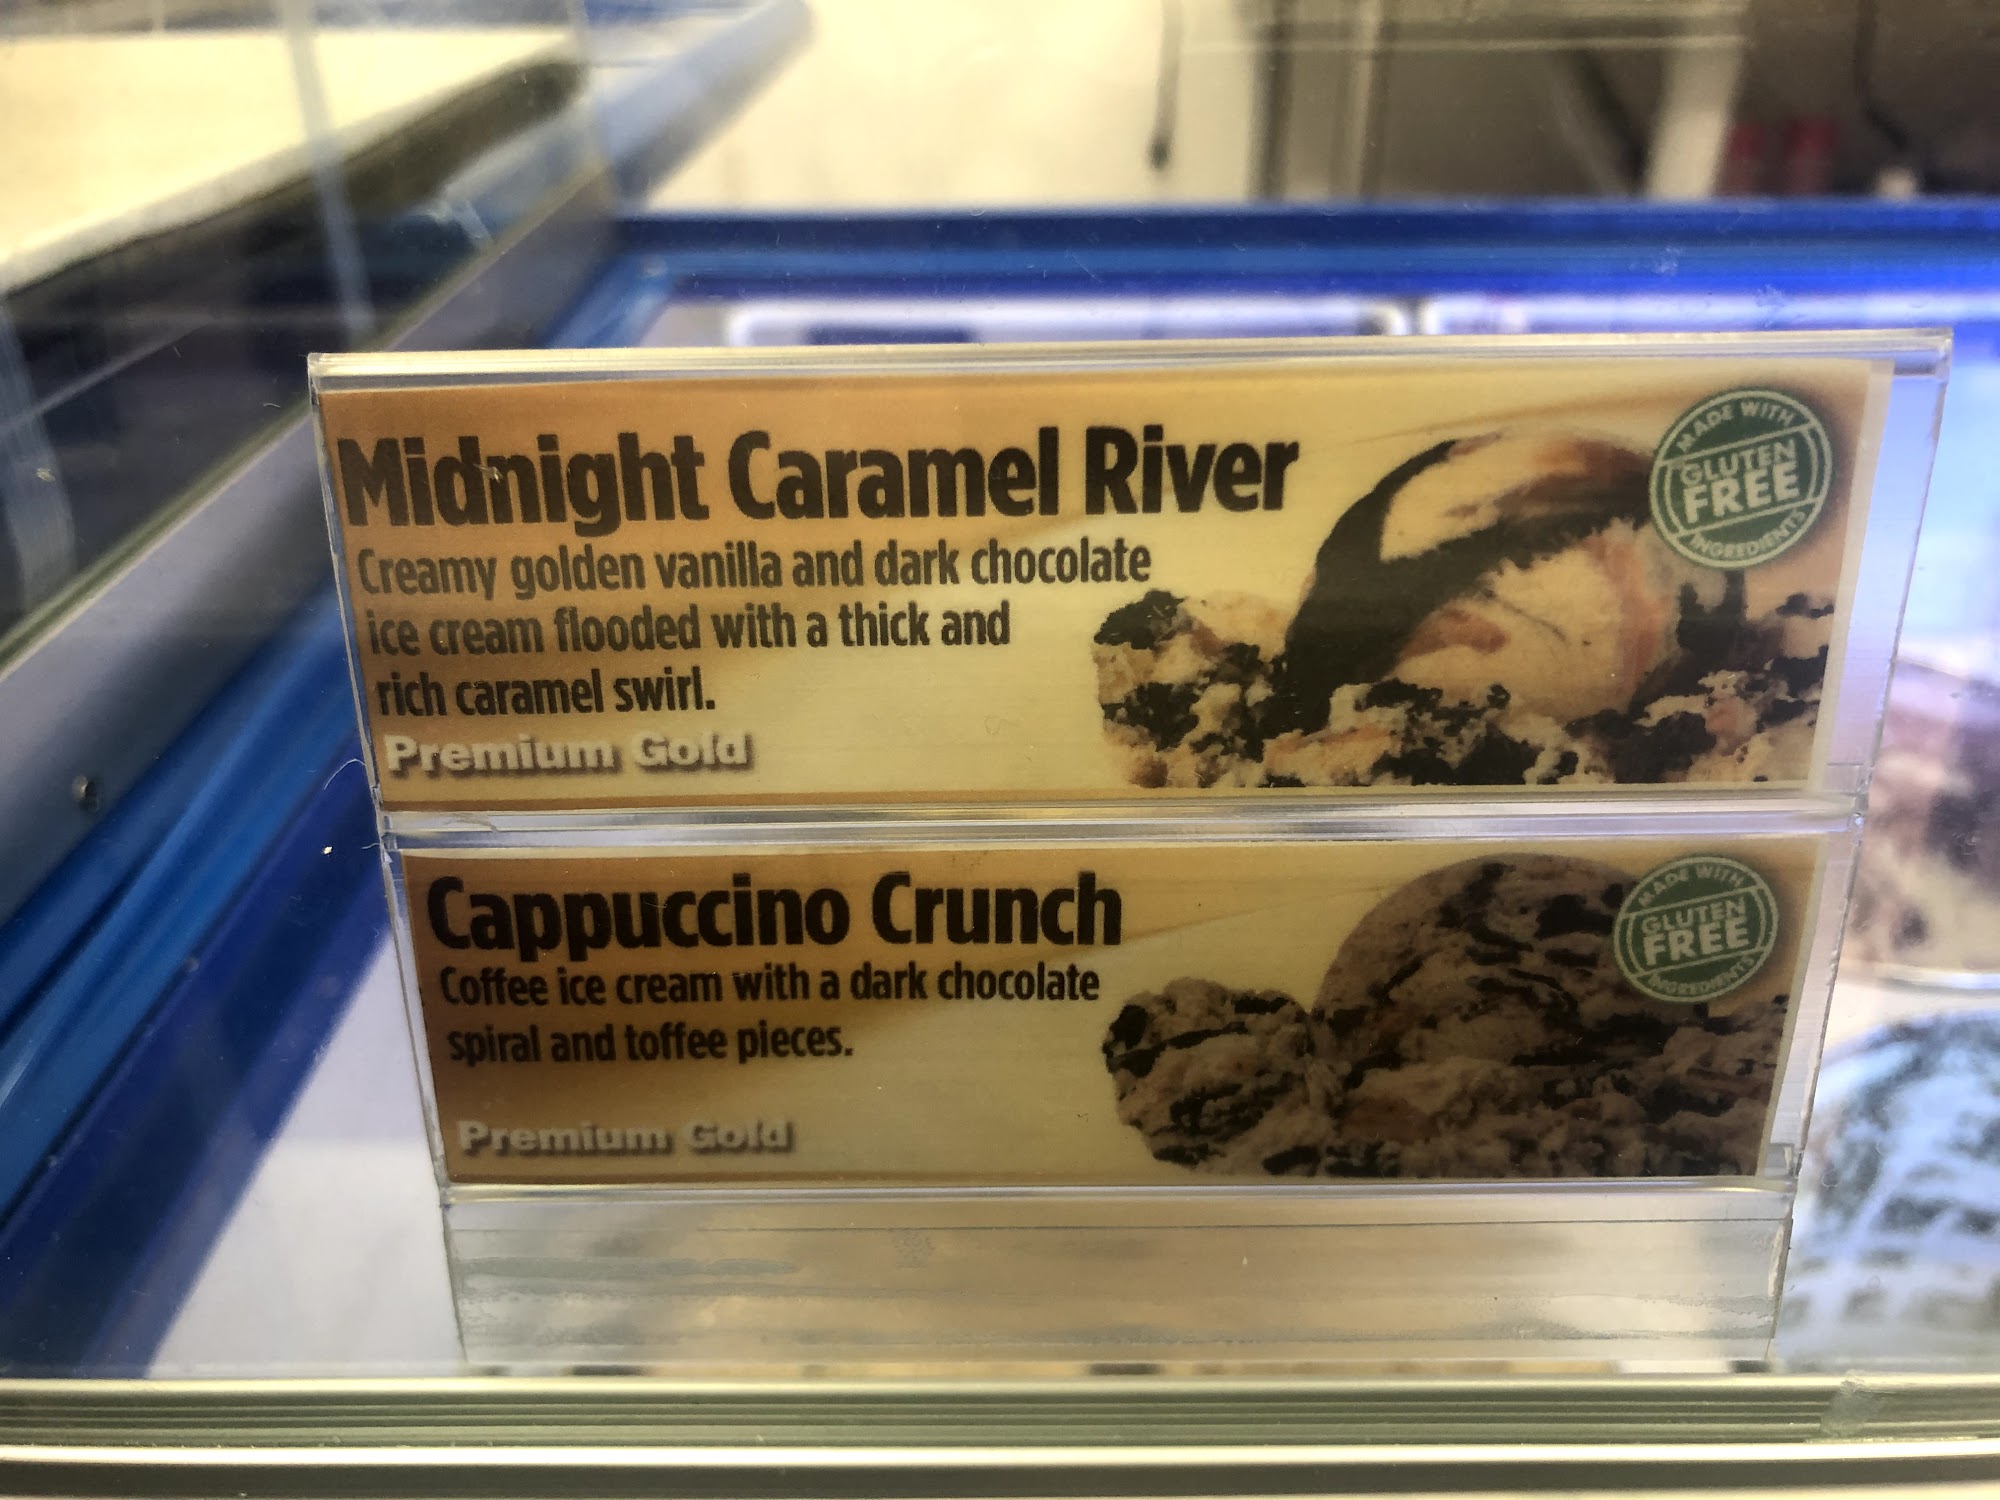 Midnight Caramel River
Creamy golden vanilla and dark chocolate
ice cream flooded with a thick and
rich caramel swirl.
Premium Gold
MADE WITH
GLUTEN
FREE
INGREDIENTS
Cappuccino Crunch
Coffee ice cream with a dark chocolate
spiral and toffee pieces.
Premium Gold
MADE WITH
GLUTEN
FREE
INGREDIENTS